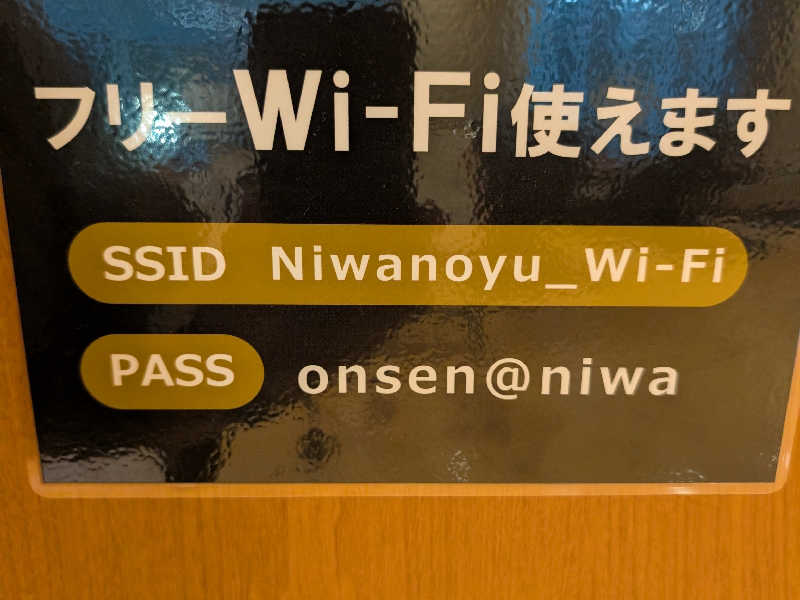 フリーWi-Fi使えます
SSID Niwanoyu_Wi-Fi
PASS onsen@niwa